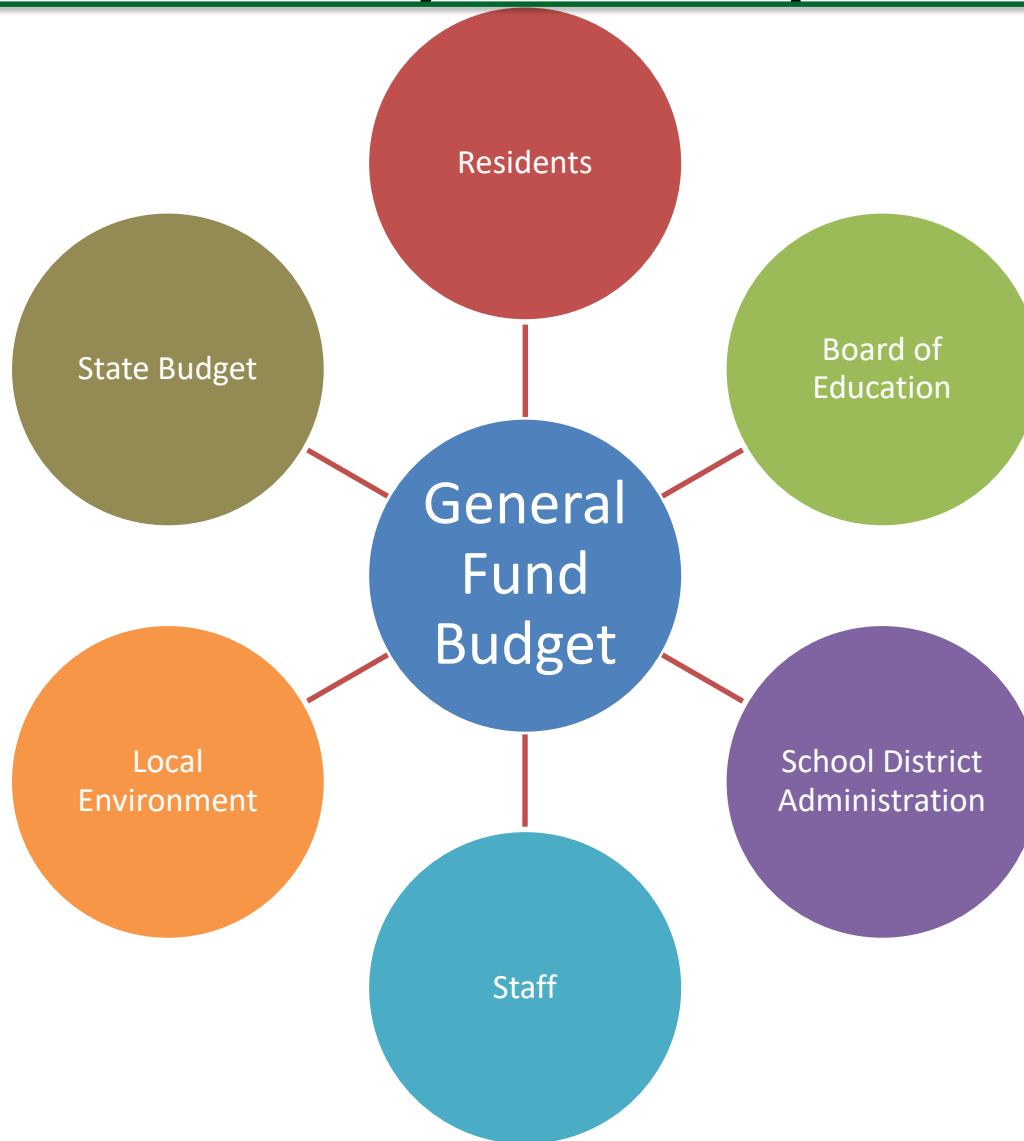 Residents
State Budget
Board of
Education
General
Fund
Budget
Local
Environment
School District
Administration
Staff